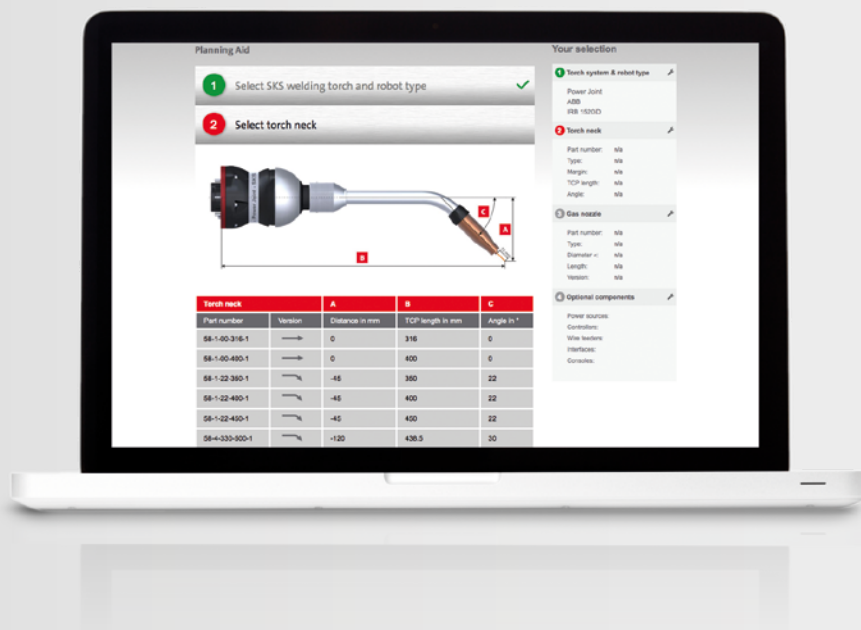 Planning Aid
1 Select SKS welding torch and robot type
2 Select torch neck
Power Joint
C
A
B
Torch neck A B C
Part number Version Distance in mm TCP length in mm Angle in °
58-1-00-316-1 0 316 0
58-1-00-400-1 0 400 0
58-1-22-350-1 -45 350 22
58-1-22-400-1 -45 400 22
58-1-22-450-1 -45 450 22
58-4-330-500-1 -120 438.5 30
Your selection
1 Torch system & robot type
Power Joint
ABB
IRB 1520ID
2 Torch neck
Part number: n/a
Type: n/a
Margin: n/a
TCP length: n/a
Angle: n/a
3 Gas nozzle
Part number: n/a
Type: n/a
Diameter <: n/a
Length: n/a
Version: n/a
4 Optional components
Power sources:
Controllers:
Wire feeders:
Interfaces:
Consoles: